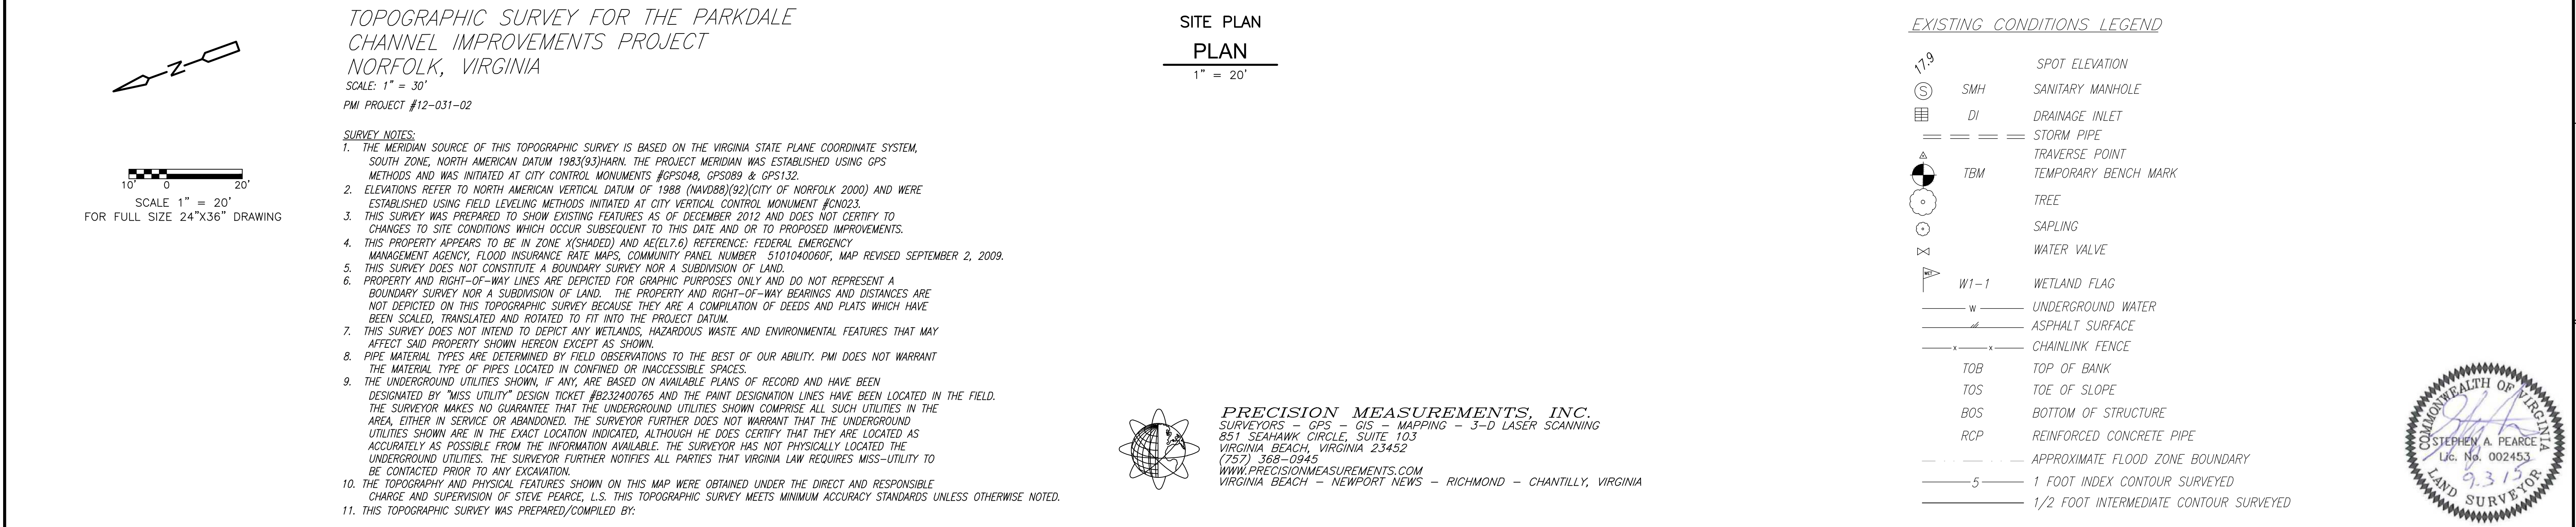 TOPOGRAPHIC SURVEY FOR THE PARKDALE
CHANNEL IMPROVEMENTS PROJECT
NORFOLK, VIRGINIA
SCALE: 1" = 30'
PMI PROJECT #12-031-02
N
10' 0 20'
SCALE 1" = 20'
FOR FULL SIZE 24"X36" DRAWING
SURVEY NOTES:
1. THE MERIDIAN SOURCE OF THIS TOPOGRAPHIC SURVEY IS BASED ON THE VIRGINIA STATE PLANE COORDINATE SYSTEM,
SOUTH ZONE, NORTH AMERICAN DATUM 1983(93)HARN. THE PROJECT MERIDIAN WAS ESTABLISHED USING GPS
METHODS AND WAS INITIATED AT CITY CONTROL MONUMENTS #GPS048, GPS089 & GPS132.
2. ELEVATIONS REFER TO NORTH AMERICAN VERTICAL DATUM OF 1988 (NAVD88)(92)(CITY OF NORFOLK 2000) AND WERE
ESTABLISHED USING FIELD LEVELING METHODS INITIATED AT CITY VERTICAL CONTROL MONUMENT #CN023.
3. THIS SURVEY WAS PREPARED TO SHOW EXISTING FEATURES AS OF DECEMBER 2012 AND DOES NOT CERTIFY TO
CHANGES TO SITE CONDITIONS WHICH OCCUR SUBSEQUENT TO THIS DATE AND OR TO PROPOSED IMPROVEMENTS.
4. THIS PROPERTY APPEARS TO BE IN ZONE X(SHADED) AND AE(EL7.6) REFERENCE: FEDERAL EMERGENCY
MANAGEMENT AGENCY, FLOOD INSURANCE RATE MAPS, COMMUNITY PANEL NUMBER 5101040060F, MAP REVISED SEPTEMBER 2, 2009.
5. THIS SURVEY DOES NOT CONSTITUTE A BOUNDARY SURVEY NOR A SUBDIVISION OF LAND.
6. PROPERTY AND RIGHT-OF-WAY LINES ARE DEPICTED FOR GRAPHIC PURPOSES ONLY AND DO NOT REPRESENT A
BOUNDARY SURVEY NOR A SUBDIVISION OF LAND. THE PROPERTY AND RIGHT-OF-WAY BEARINGS AND DISTANCES ARE
NOT DEPICTED ON THIS TOPOGRAPHIC SURVEY BECAUSE THEY ARE A COMPILATION OF DEEDS AND PLATS WHICH HAVE
BEEN SCALED, TRANSLATED AND ROTATED TO FIT INTO THE PROJECT DATUM.
7. THIS SURVEY DOES NOT INTEND TO DEPICT ANY WETLANDS, HAZARDOUS WASTE AND ENVIRONMENTAL FEATURES THAT MAY
AFFECT SAID PROPERTY SHOWN HEREON EXCEPT AS SHOWN.
8. PIPE MATERIAL TYPES ARE DETERMINED BY FIELD OBSERVATIONS TO THE BEST OF OUR ABILITY. PMI DOES NOT WARRANT
THE MATERIAL TYPE OF PIPES LOCATED IN CONFINED OR INACCESSIBLE SPACES.
9. THE UNDERGROUND UTILITIES SHOWN, IF ANY, ARE BASED ON AVAILABLE PLANS OF RECORD AND HAVE BEEN
DESIGNATED BY "MISS UTILITY" DESIGN TICKET #B232400765 AND THE PAINT DESIGNATION LINES HAVE BEEN LOCATED IN THE FIELD.
THE SURVEYOR MAKES NO GUARANTEE THAT THE UNDERGROUND UTILITIES SHOWN COMPRISE ALL SUCH UTILITIES IN THE
AREA, EITHER IN SERVICE OR ABANDONED. THE SURVEYOR FURTHER DOES NOT WARRANT THAT THE UNDERGROUND
UTILITIES SHOWN ARE IN THE EXACT LOCATION INDICATED, ALTHOUGH HE DOES CERTIFY THAT THEY ARE LOCATED AS
ACCURATELY AS POSSIBLE FROM THE INFORMATION AVAILABLE. THE SURVEYOR HAS NOT PHYSICALLY LOCATED THE
UNDERGROUND UTILITIES. THE SURVEYOR FURTHER NOTIFIES ALL PARTIES THAT VIRGINIA LAW REQUIRES MISS-UTILITY TO
BE CONTACTED PRIOR TO ANY EXCAVATION.
10. THE TOPOGRAPHY AND PHYSICAL FEATURES SHOWN ON THIS MAP WERE OBTAINED UNDER THE DIRECT AND RESPONSIBLE
CHARGE AND SUPERVISION OF STEVE PEARCE, L.S. THIS TOPOGRAPHIC SURVEY MEETS MINIMUM ACCURACY STANDARDS UNLESS OTHERWISE NOTED.
11. THIS TOPOGRAPHIC SURVEY WAS PREPARED/COMPILED BY:
SITE PLAN
PLAN
1" = 20'
PRECISION MEASUREMENTS, INC.
SURVEYORS - GPS - GIS - MAPPING - 3-D LASER SCANNING
851 SEAHAWK CIRCLE, SUITE 103
VIRGINIA BEACH, VIRGINIA 23452
(757) 368-0945
WWW.PRECISIONMEASUREMENTS.COM
VIRGINIA BEACH - NEWPORT NEWS - RICHMOND - CHANTILLY, VIRGINIA
EXISTING CONDITIONS LEGEND
17.9 SPOT ELEVATION
S SMH SANITARY MANHOLE
DI DRAINAGE INLET
STORM PIPE
TRAVERSE POINT
TBM TEMPORARY BENCH MARK
TREE
SAPLING
WATER VALVE
WET W1-1 WETLAND FLAG
W UNDERGROUND WATER
ASPHALT SURFACE
x x CHAINLINK FENCE
TOB TOP OF BANK
TOS TOE OF SLOPE
BOS BOTTOM OF STRUCTURE
RCP REINFORCED CONCRETE PIPE
APPROXIMATE FLOOD ZONE BOUNDARY
5 1 FOOT INDEX CONTOUR SURVEYED
1/2 FOOT INTERMEDIATE CONTOUR SURVEYED
COMMONWEALTH OF VIRGINIA
STEPHEN A. PEARCE
Lic. No. 002453
9.3.15
LAND SURVEYOR